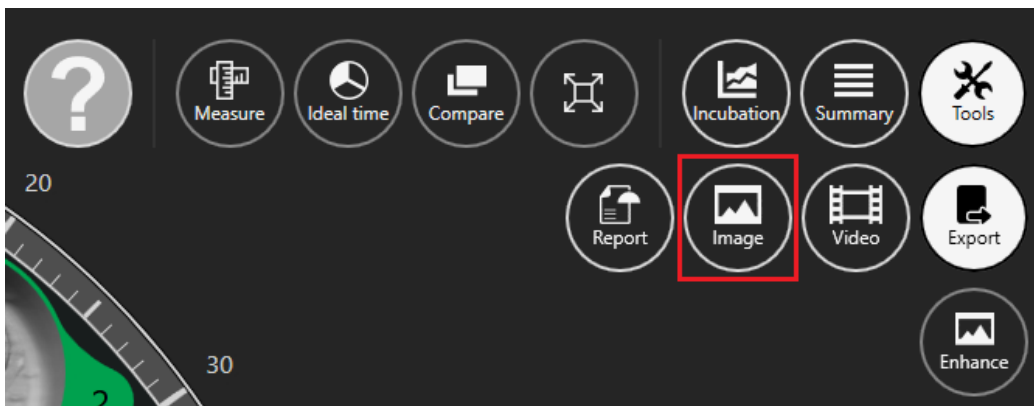 ?
Measure
Ideal time
Compare
Incubation
Summary
Tools
20
Report
Image
Video
Export
30
Enhance
2